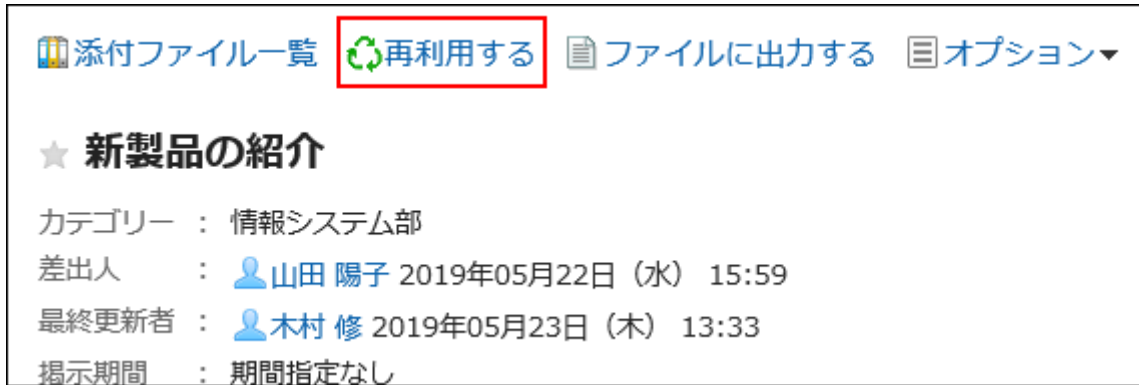 添付ファイル一覧 再利用する ファイルに出力する オプション▼
新製品の紹介
カテゴリー : 情報システム部
差出人 : 山田 陽子 2019年05月22日（水） 15:59
最終更新者 : 木村 修 2019年05月23日（木） 13:33
掲示期間 : 期間指定なし